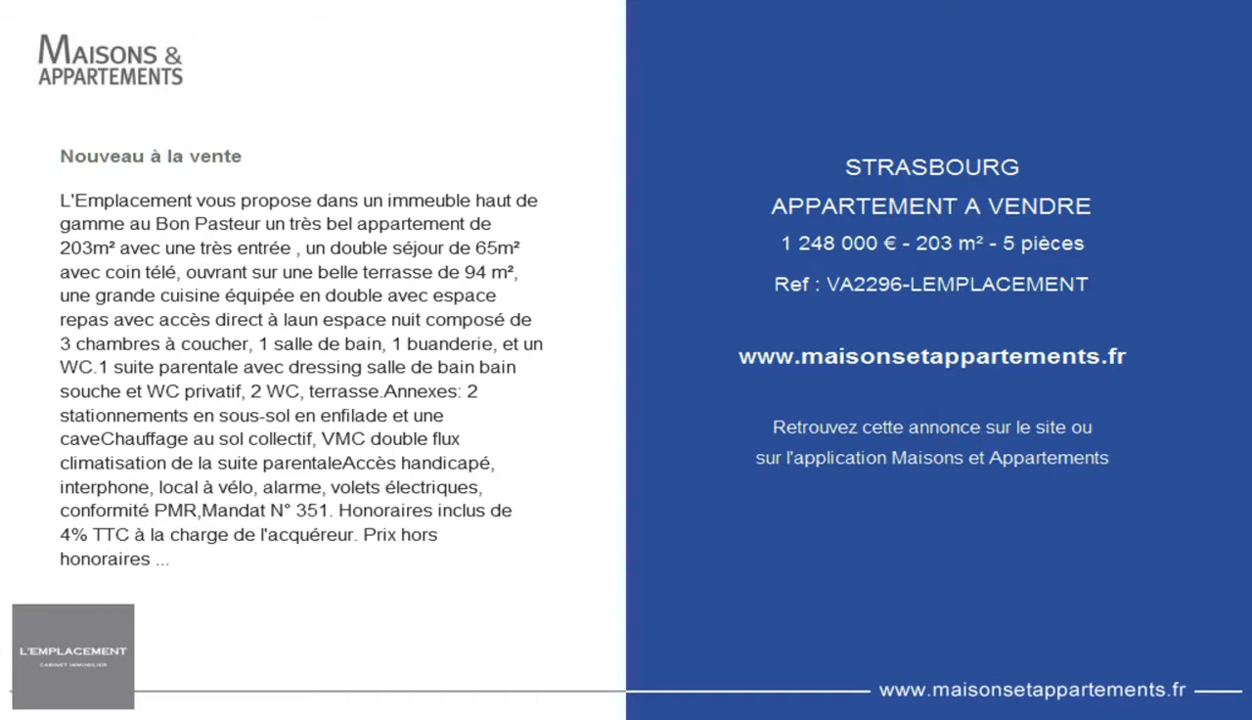 MAISONS &
APPARTEMENTS
Nouveau à la vente
L'Emplacement vous propose dans un immeuble haut de
gamme au Bon Pasteur un très bel appartement de
203m² avec une très entrée , un double séjour de 65m²
avec coin télé, ouvrant sur une belle terrasse de 94 m²,
une grande cuisine équipée en double avec espace
repas avec accès direct à laun espace nuit composé de
3 chambres à coucher, 1 salle de bain, 1 buanderie, et un
WC.1 suite parentale avec dressing salle de bain bain
souche et WC privatif, 2 WC, terrasse.Annexes: 2
stationnements en sous-sol en enfilade et une
caveChauffage au sol collectif, VMC double flux
climatisation de la suite parentaleAccès handicapé,
interphone, local à vélo, alarme, volets électriques,
conformité PMR,Mandat N° 351. Honoraires inclus de
4% TTC à la charge de l'acquéreur. Prix hors
honoraires ...
L'EMPLACEMENT
CABINET IMMOBILIER
STRASBOURG
APPARTEMENT A VENDRE
1 248 000 € - 203 m² - 5 pièces
Ref : VA2296-LEMPLACEMENT
www.maisonsetappartements.fr
Retrouvez cette annonce sur le site ou
sur l'application Maisons et Appartements
www.maisonsetappartements.fr